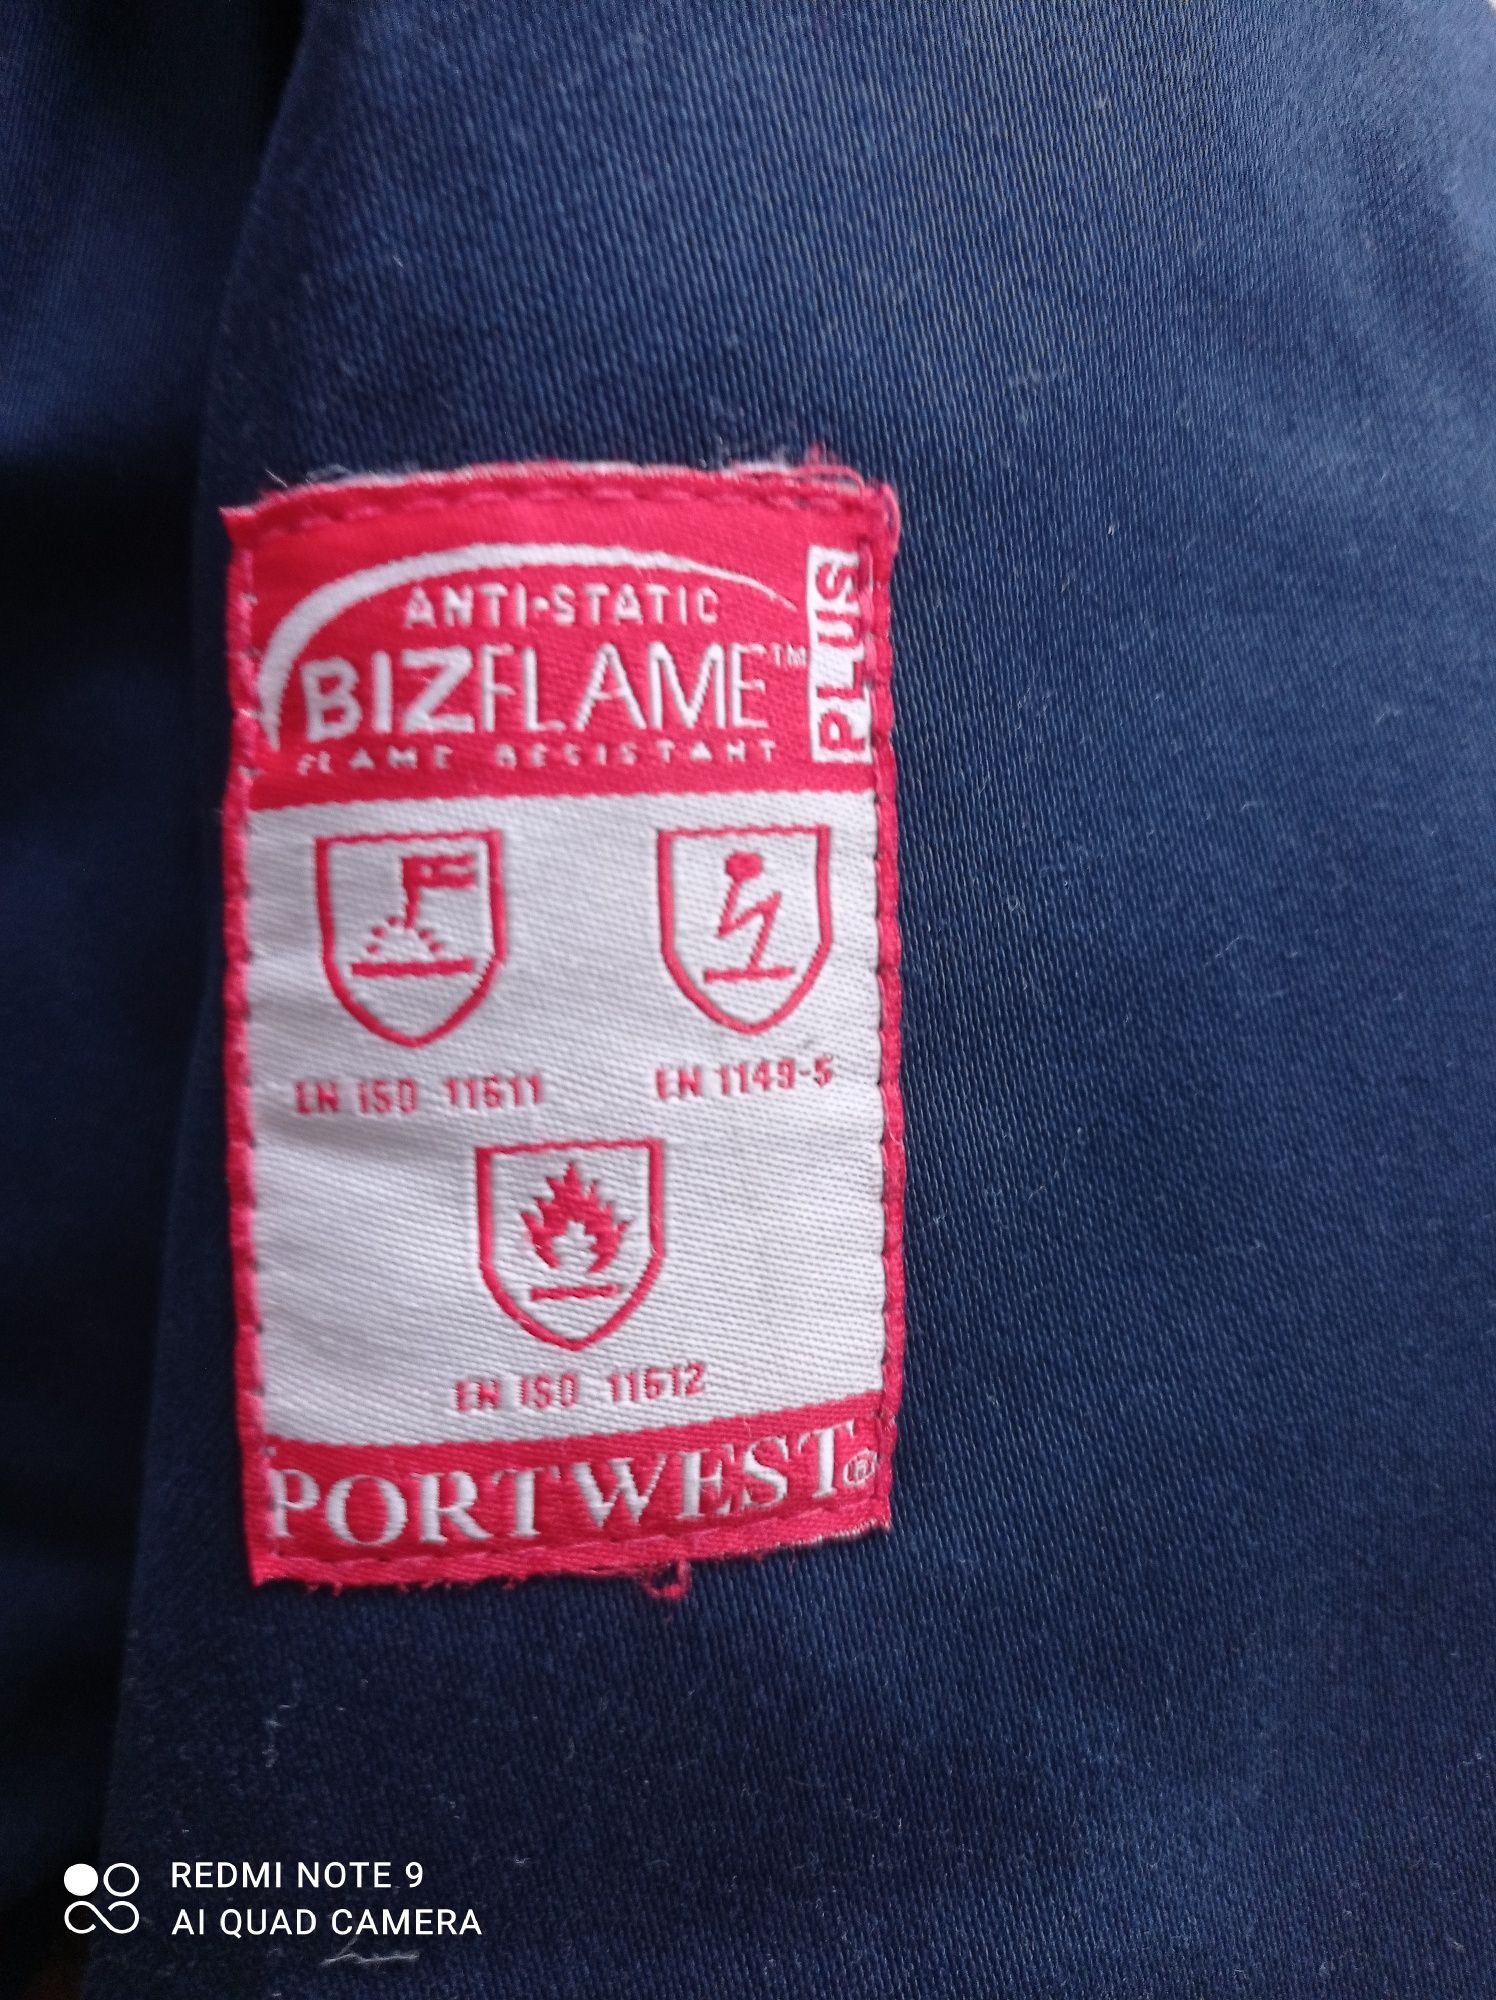 ANTI-STATIC
BIZFLAME™ PLUS
FLAME RESISTANT
EN ISO 11611 EN 1149-5
EN ISO 11612
PORTWEST®
REDMI NOTE 9
AI QUAD CAMERA